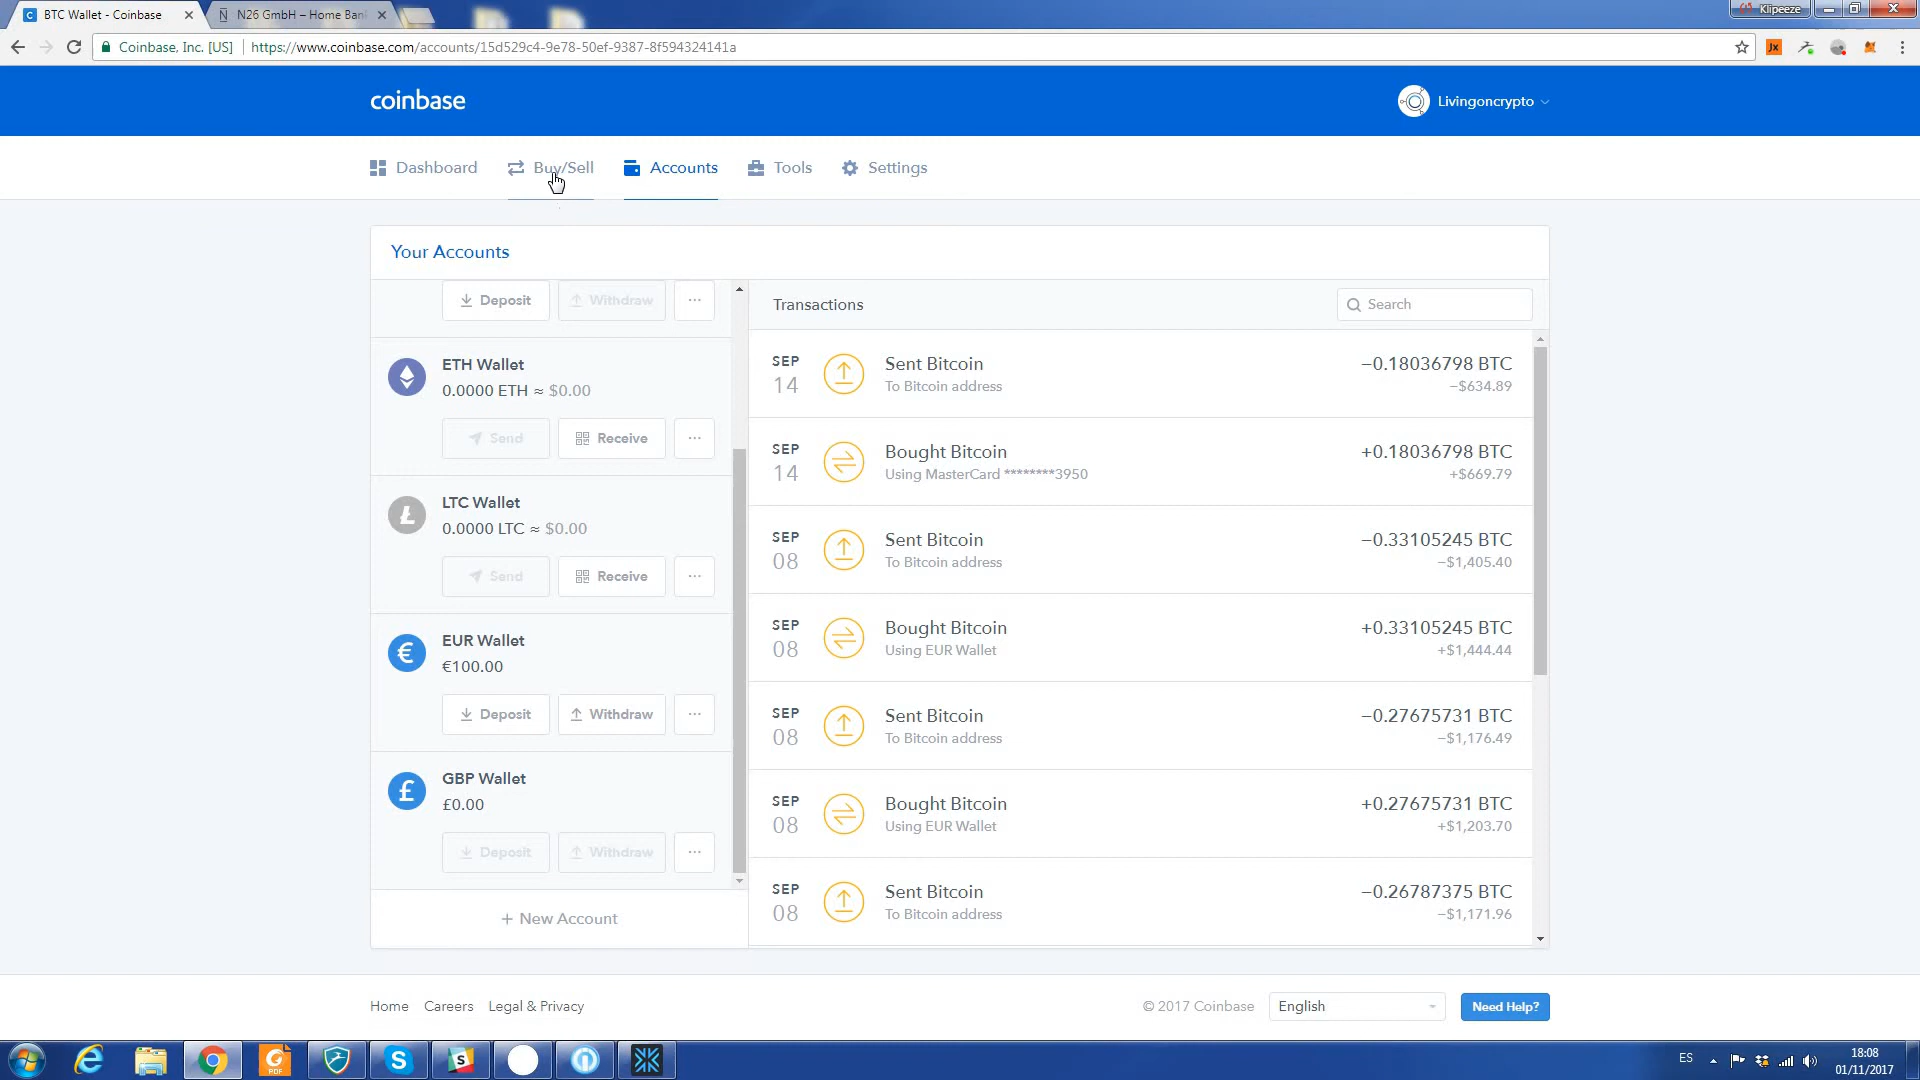 BTC Wallet - Coinbase
N26 GmbH – Home Bank
Klipeeze
Coinbase, Inc. [US]
https://www.coinbase.com/accounts/15d529c4-9e78-50ef-9387-8f594324141a
coinbase
Livingoncrypto
Dashboard
Buy/Sell
Accounts
Tools
Settings
Your Accounts
Deposit
Withdraw
...
ETH Wallet
0.0000 ETH ≈ $0.00
Send
Receive
...
LTC Wallet
0.0000 LTC ≈ $0.00
Send
Receive
...
EUR Wallet
€100.00
Deposit
Withdraw
...
GBP Wallet
£0.00
Deposit
Withdraw
...
+ New Account
Transactions
Search
SEP
14
Sent Bitcoin
To Bitcoin address
−0.18036798 BTC
−$634.89
SEP
14
Bought Bitcoin
Using MasterCard ********3950
+0.18036798 BTC
+$669.79
SEP
08
Sent Bitcoin
To Bitcoin address
−0.33105245 BTC
−$1,405.40
SEP
08
Bought Bitcoin
Using EUR Wallet
+0.33105245 BTC
+$1,444.44
SEP
08
Sent Bitcoin
To Bitcoin address
−0.27675731 BTC
−$1,176.49
SEP
08
Bought Bitcoin
Using EUR Wallet
+0.27675731 BTC
+$1,203.70
SEP
08
Sent Bitcoin
To Bitcoin address
−0.26787375 BTC
−$1,171.96
Home
Careers
Legal & Privacy
© 2017 Coinbase
English
Need Help?
ES
18:08
01/11/2017